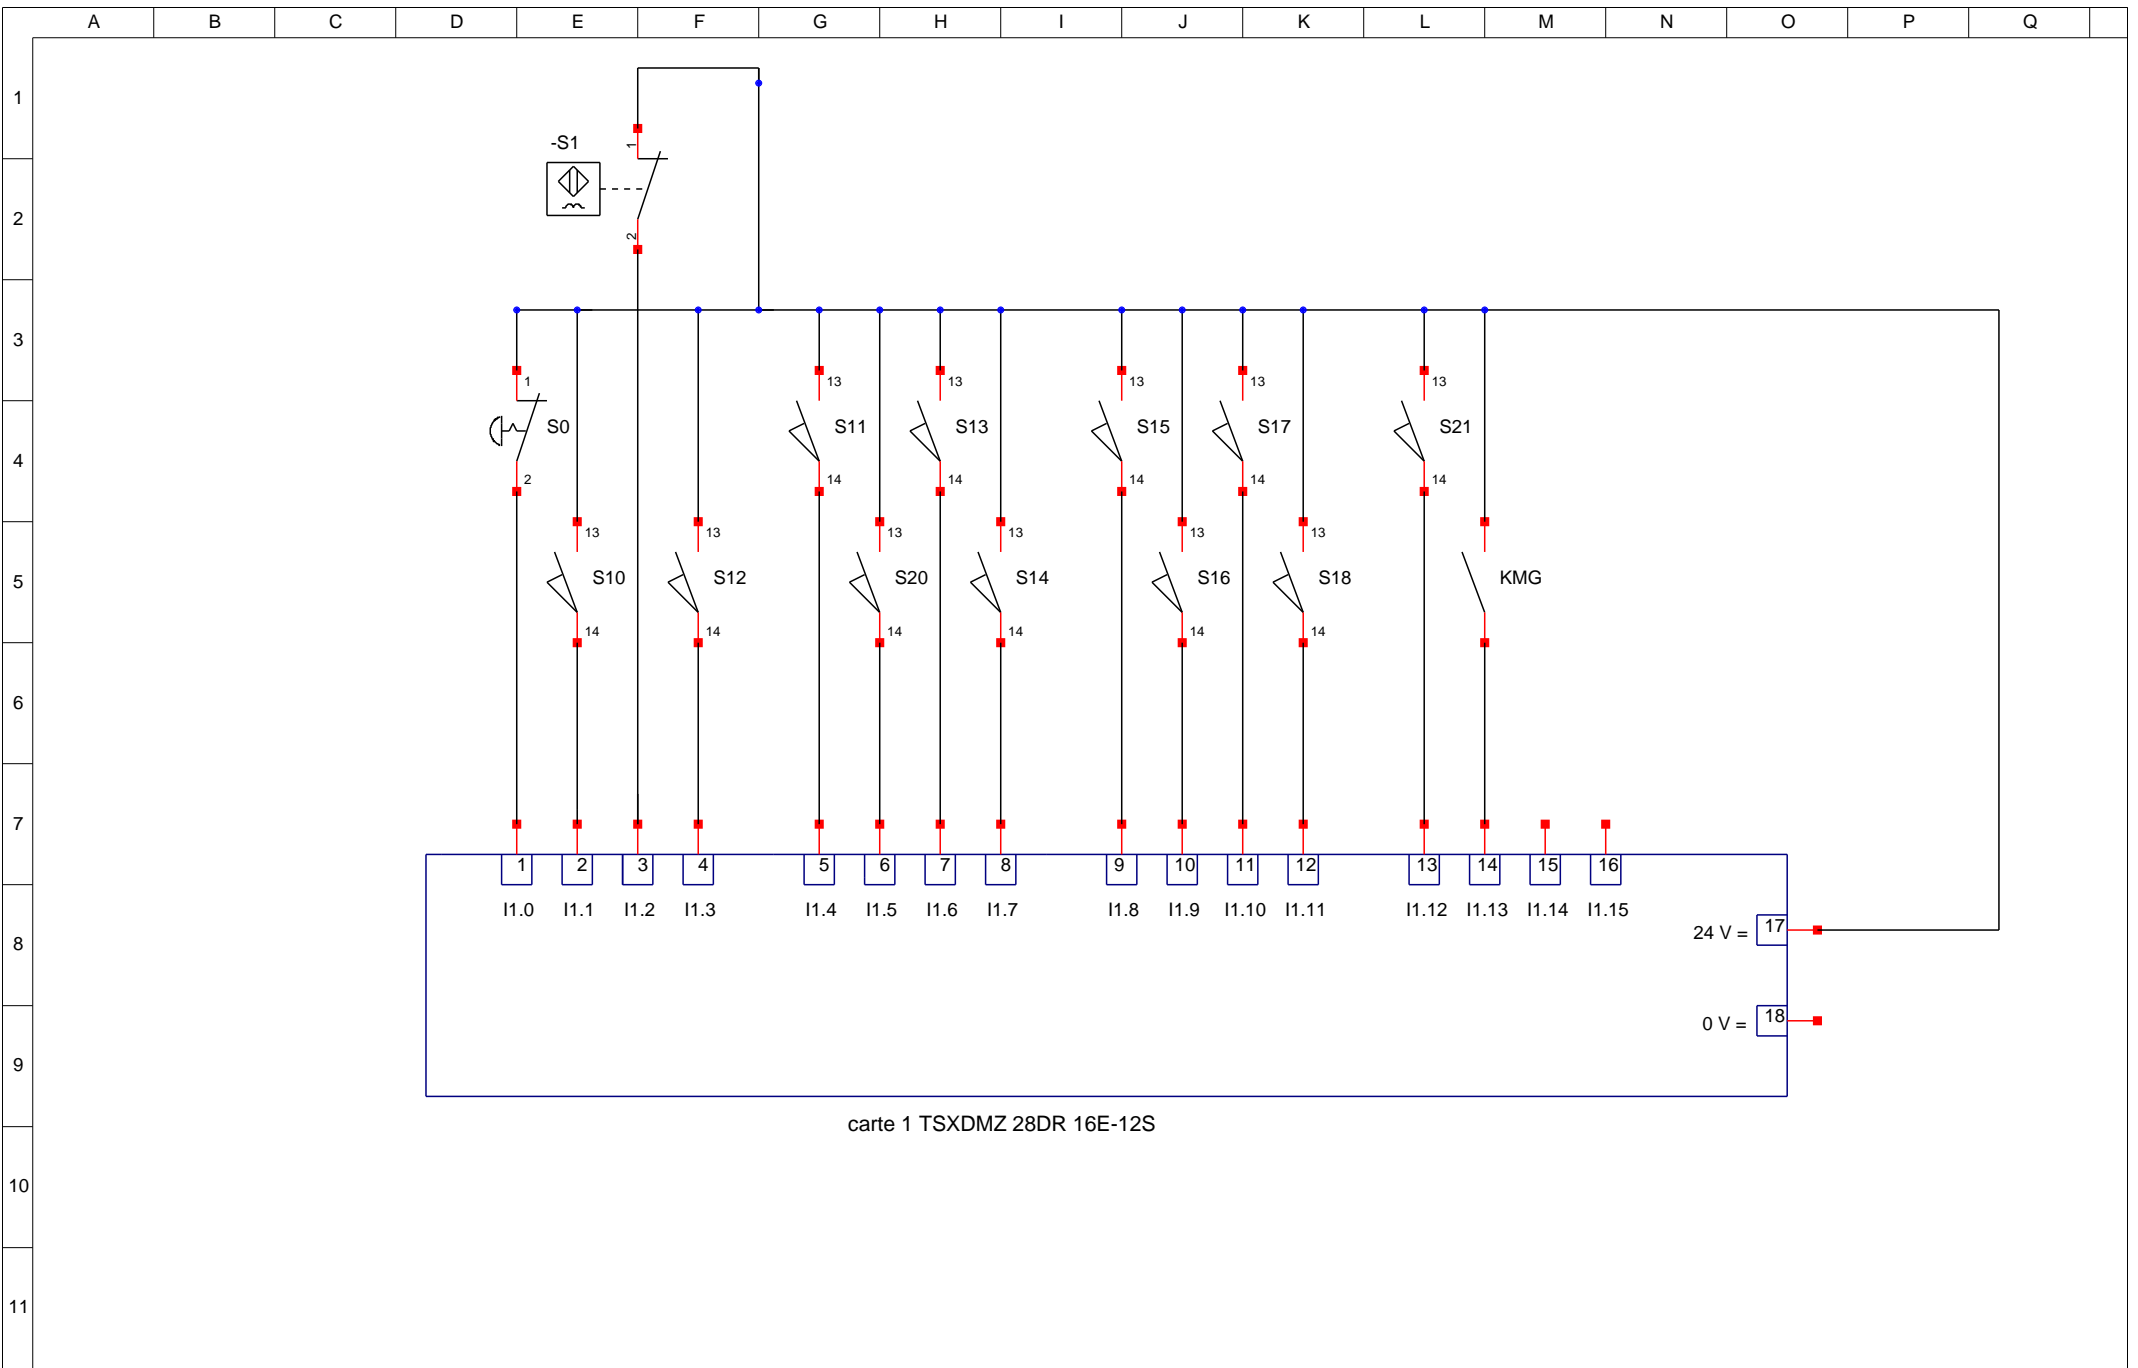 A B C D E F G H I J K L M N O P Q
1
-S1
1
2
2
3
1 13 13 13 13 13
S0 S11 S13 S15 S17 S21
4
2 14 14 14 14 14
13 13 13 13 13 13
5
S10 S12 S20 S14 S16 S18 KMG
14 14 14 14 14 14
6
7
1 2 3 4 5 6 7 8 9 10 11 12 13 14 15 16
I1.0 I1.1 I1.2 I1.3 I1.4 I1.5 I1.6 I1.7 I1.8 I1.9 I1.10 I1.11 I1.12 I1.13 I1.14 I1.15
8
24 V = 17
0 V = 18
9
carte 1 TSXDMZ 28DR 16E-12S
10
11